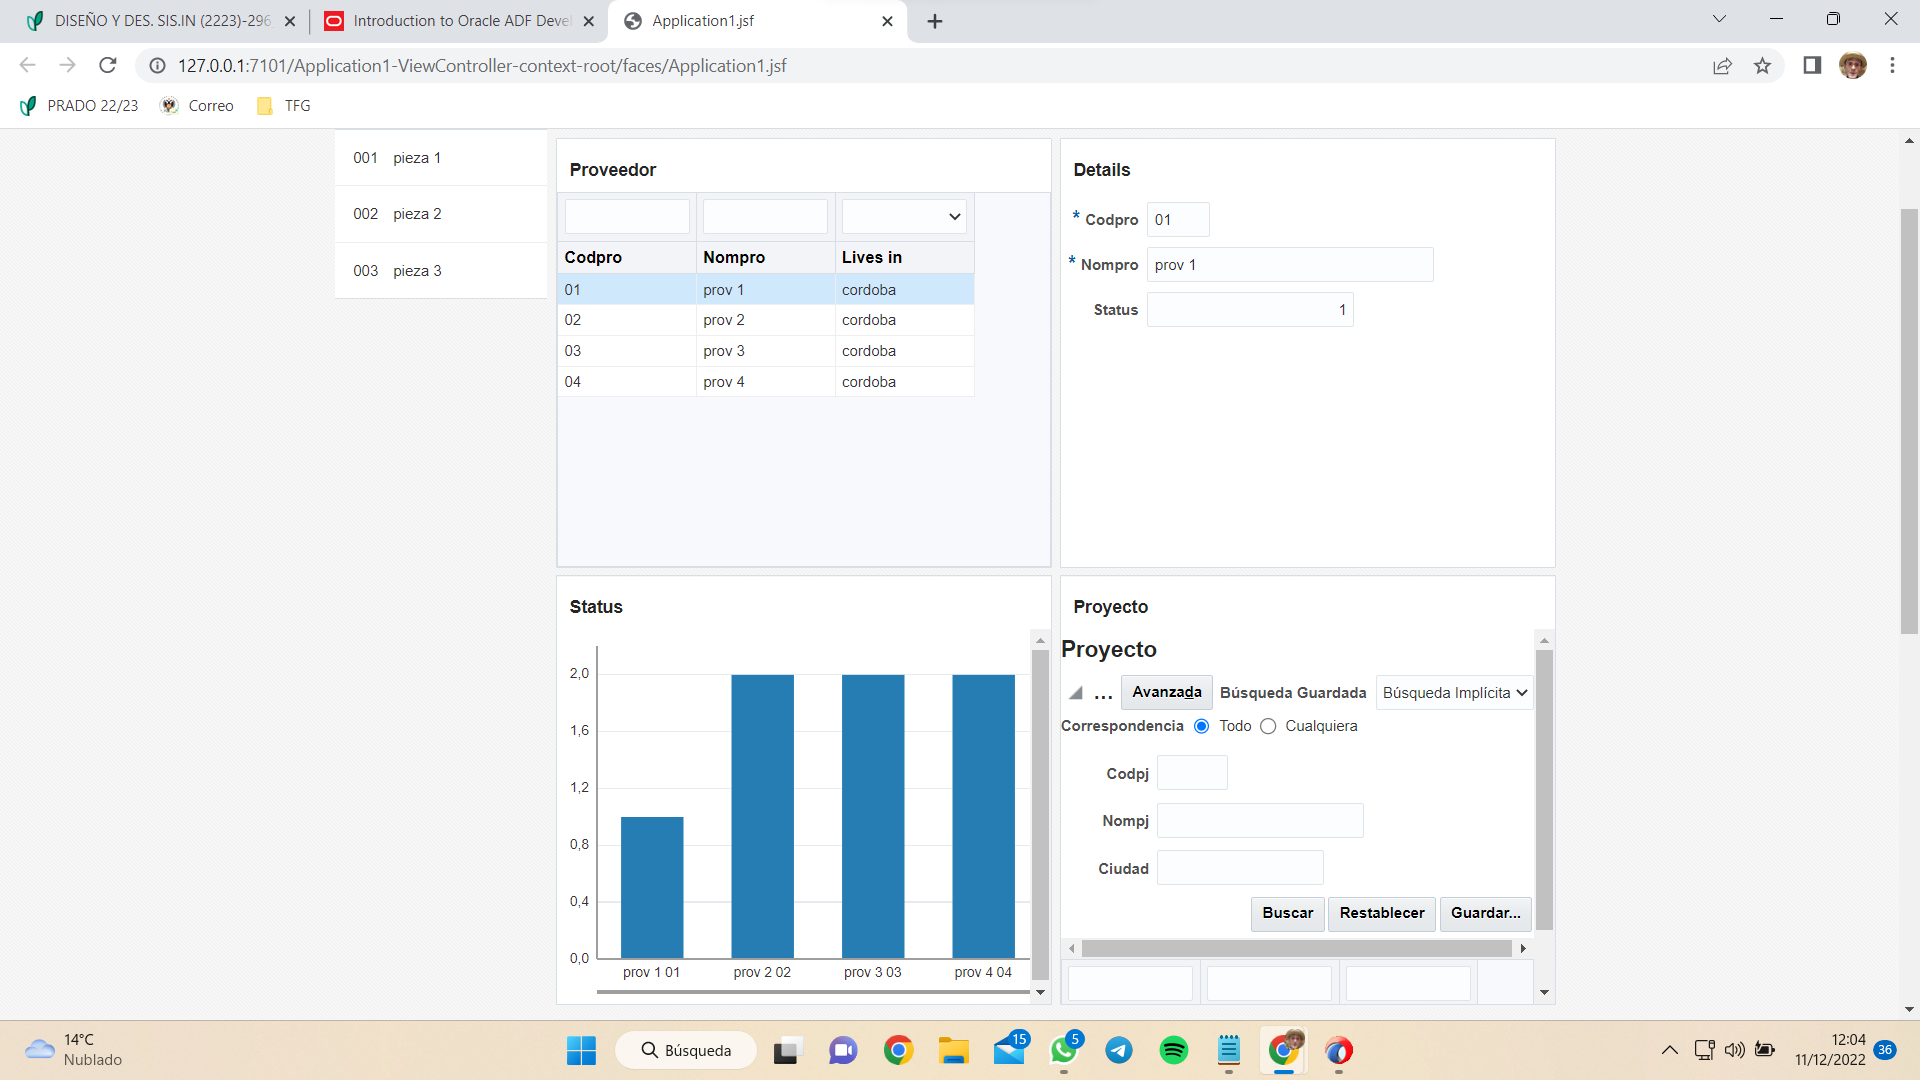 DISEÑO Y DES. SIS.IN (2223)-296
Introduction to Oracle ADF Deve
Application1.jsf
127.0.0.1:7101/Application1-ViewController-context-root/faces/Application1.jsf
PRADO 22/23
Correo
TFG
001 pieza 1
002 pieza 2
003 pieza 3
Proveedor
Codpro Nompro Lives in
01 prov 1 cordoba
02 prov 2 cordoba
03 prov 3 cordoba
04 prov 4 cordoba
Details
* Codpro 01
* Nompro prov 1
Status 1
Status
2,0
1,6
1,2
0,8
0,4
0,0
prov 1 01 prov 2 02 prov 3 03 prov 4 04
Proyecto
Proyecto
... Avanzada Búsqueda Guardada Búsqueda Implícita
Correspondencia Todo Cualquiera
Codpj
Nompj
Ciudad
Buscar Restablecer Guardar...
14°C
Nublado
Búsqueda
15
5
12:04
11/12/2022
36